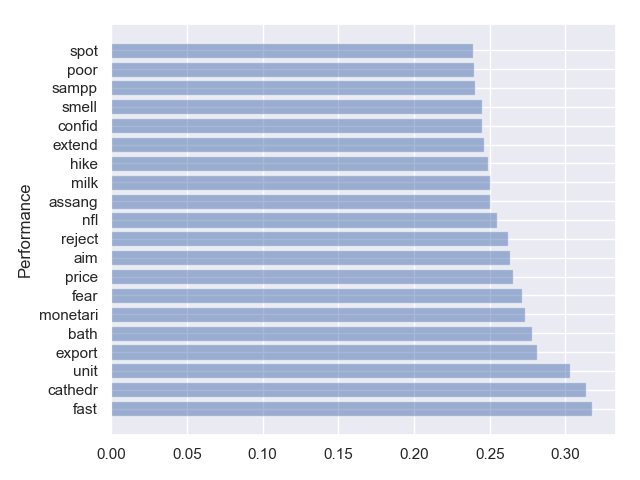 spot
poor
sampp
smell
confid
extend
hike
milk
assang
nfl
reject
aim
price
fear
monetari
bath
export
unit
cathedr
fast
Performance
0.00 0.05 0.10 0.15 0.20 0.25 0.30